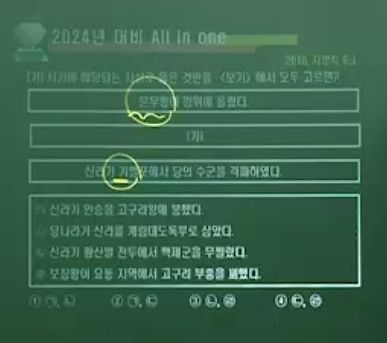 2024년 대비 All in one
2018. 지방직 9급
(가) 시기에 해당되는 사실로 옳은 것만을 <보기>에서 모두 고르면?
문무왕이 왕위에 올랐다.
(가)
신라가 기벌포에서 당의 수군을 격파하였다.
ㄱ 신라가 안승을 고구려왕에 봉했다.
ㄴ 당나라가 신라를 계림대도독부로 삼았다.
ㄷ 신라가 황산벌 전투에서 백제군을 무찔렀다.
ㄹ 보장왕이 요동 지역에서 고구려 부흥을 꾀했다.
① ㄱ, ㄴ ② ㄱ, ㄷ ③ ㄴ, ㄹ ④ ㄷ, ㄹ